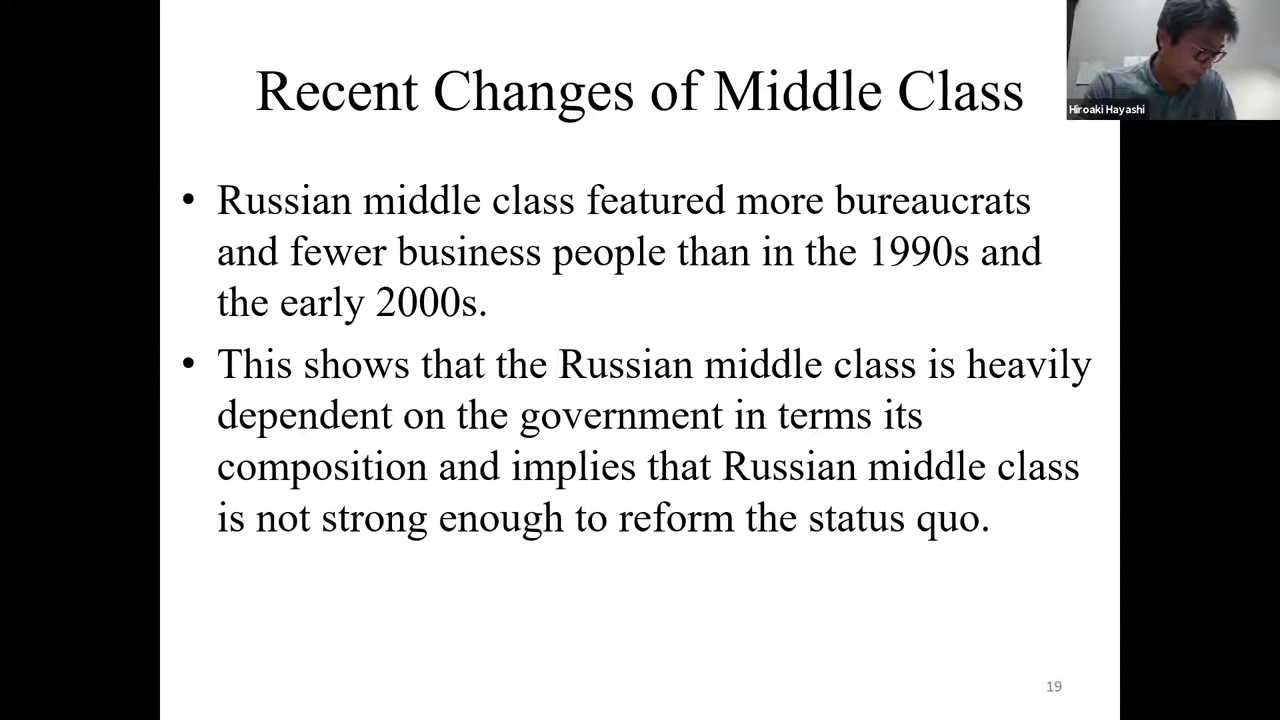 Recent Changes of Middle Class
Hiroaki Hayashi
• Russian middle class featured more bureaucrats
and fewer business people than in the 1990s and
the early 2000s.
• This shows that the Russian middle class is heavily
dependent on the government in terms its
composition and implies that Russian middle class
is not strong enough to reform the status quo.
19